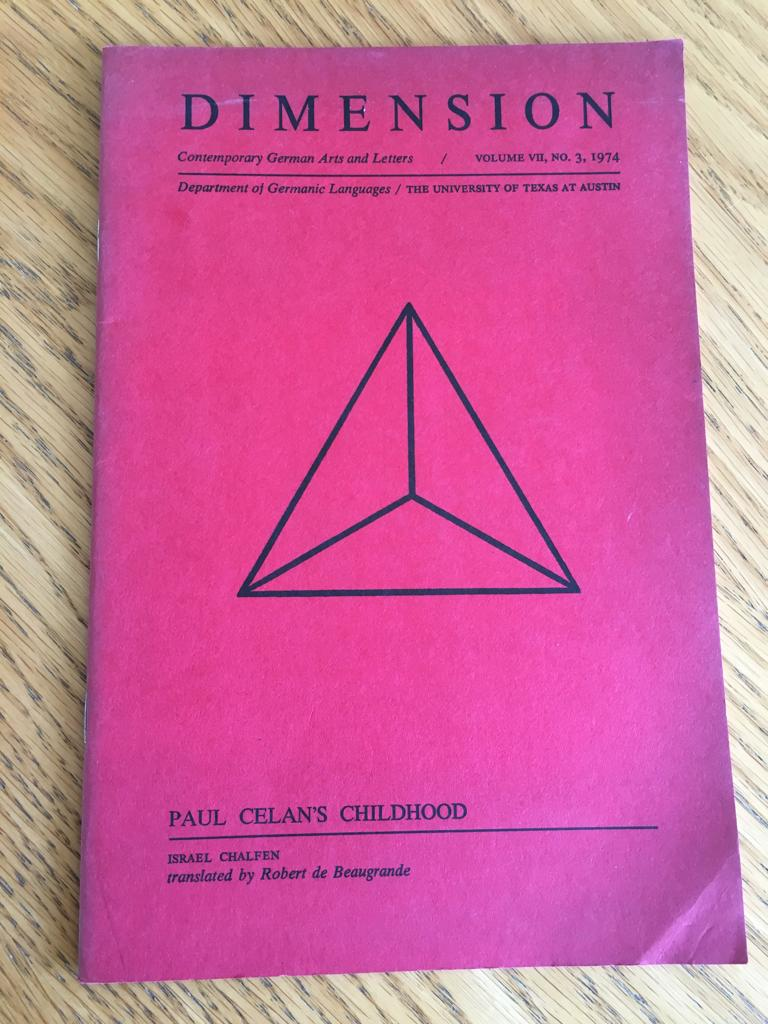 DIMENSION
Contemporary German Arts and Letters / VOLUME VII, NO. 3, 1974
Department of Germanic Languages / THE UNIVERSITY OF TEXAS AT AUSTIN
PAUL CELAN'S CHILDHOOD
ISRAEL CHALFEN
translated by Robert de Beaugrande